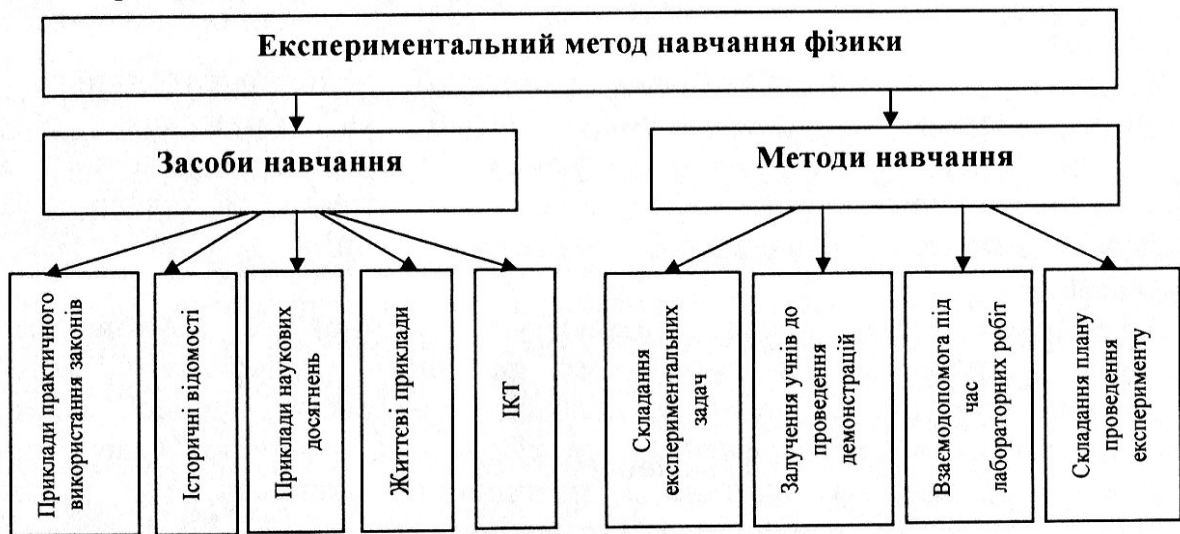 Експериментальний метод навчання фізики
Засоби навчання
Методи навчання
Приклади практичного
використання законів
Історичні відомості
Приклади наукових
досягнень
Життєві приклади
ІКТ
Складання
експериментальних
задач
Залучення учнів до
проведення
демонстрацій
Взаємодопомога під
час
лабораторних робіт
Складання плану
проведення
експерименту